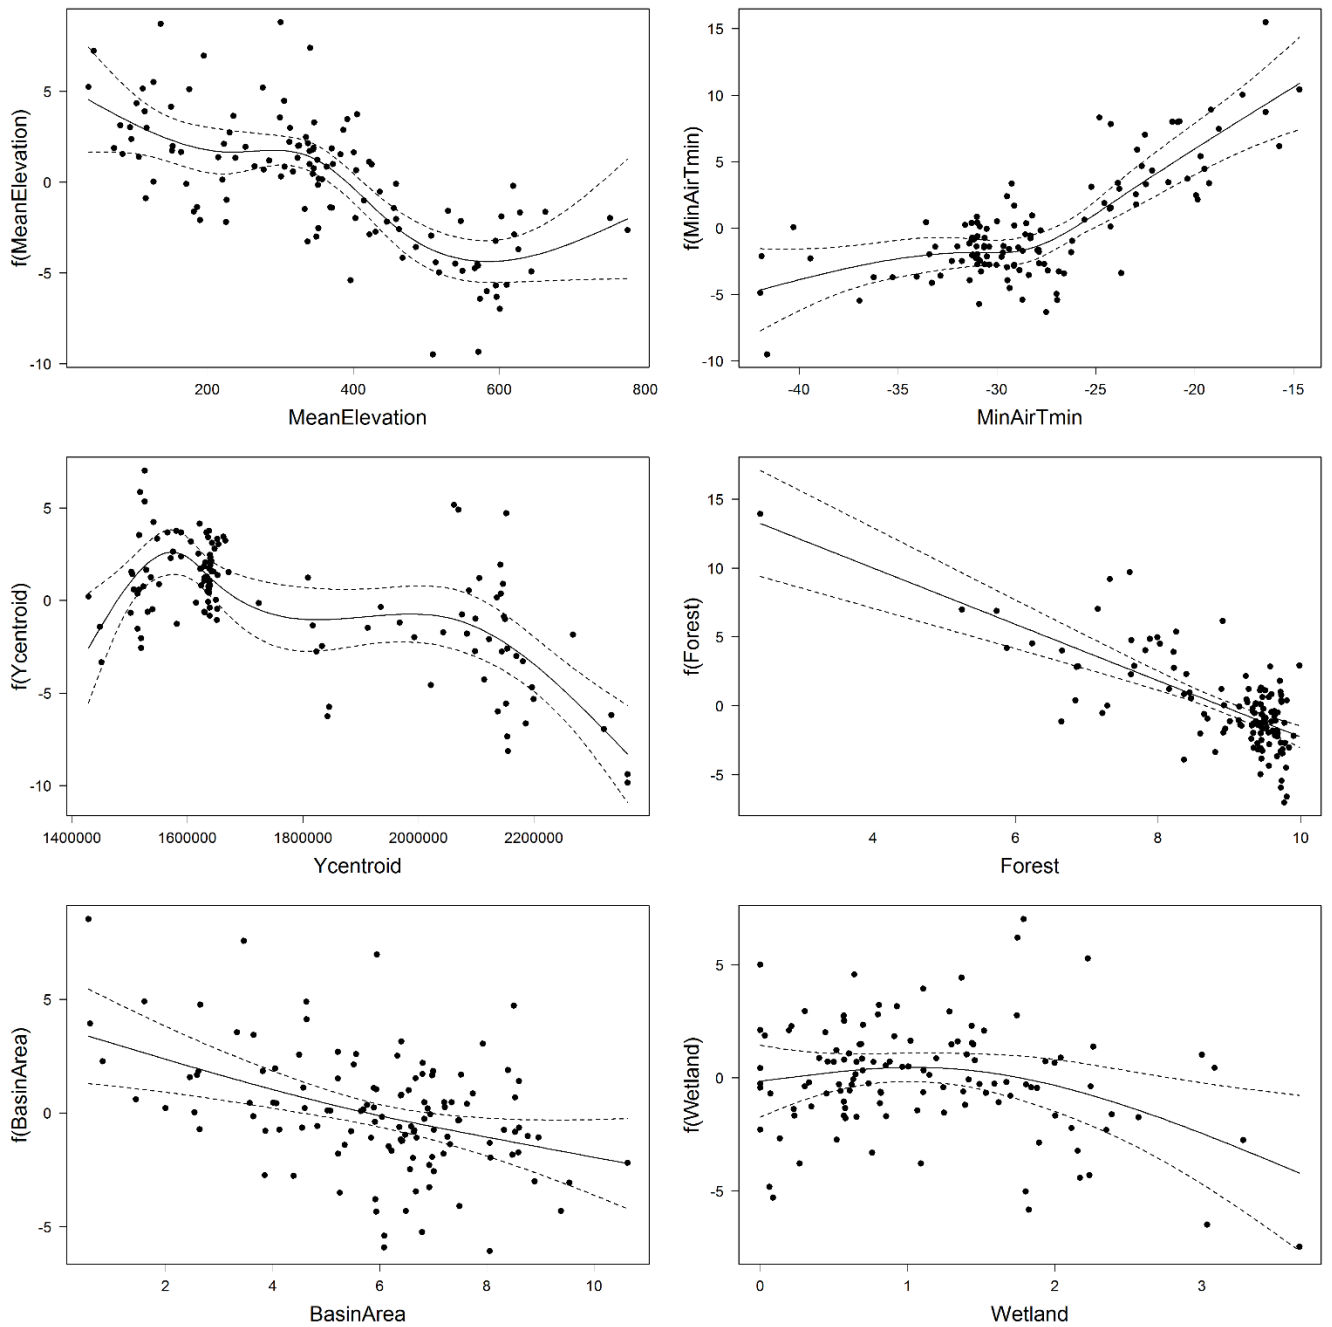 f(MeanElevation)
5
0
-5
-10
200 400 600 800
MeanElevation
f(MinAirTmin)
15
10
5
0
-5
-10
-40 -35 -30 -25 -20 -15
MinAirTmin
f(Ycentroid)
5
0
-5
-10
1400000 1600000 1800000 2000000 2200000
Ycentroid
f(Forest)
15
10
5
0
-5
4 6 8 10
Forest
f(BasinArea)
5
0
-5
2 4 6 8 10
BasinArea
f(Wetland)
5
0
-5
0 1 2 3
Wetland